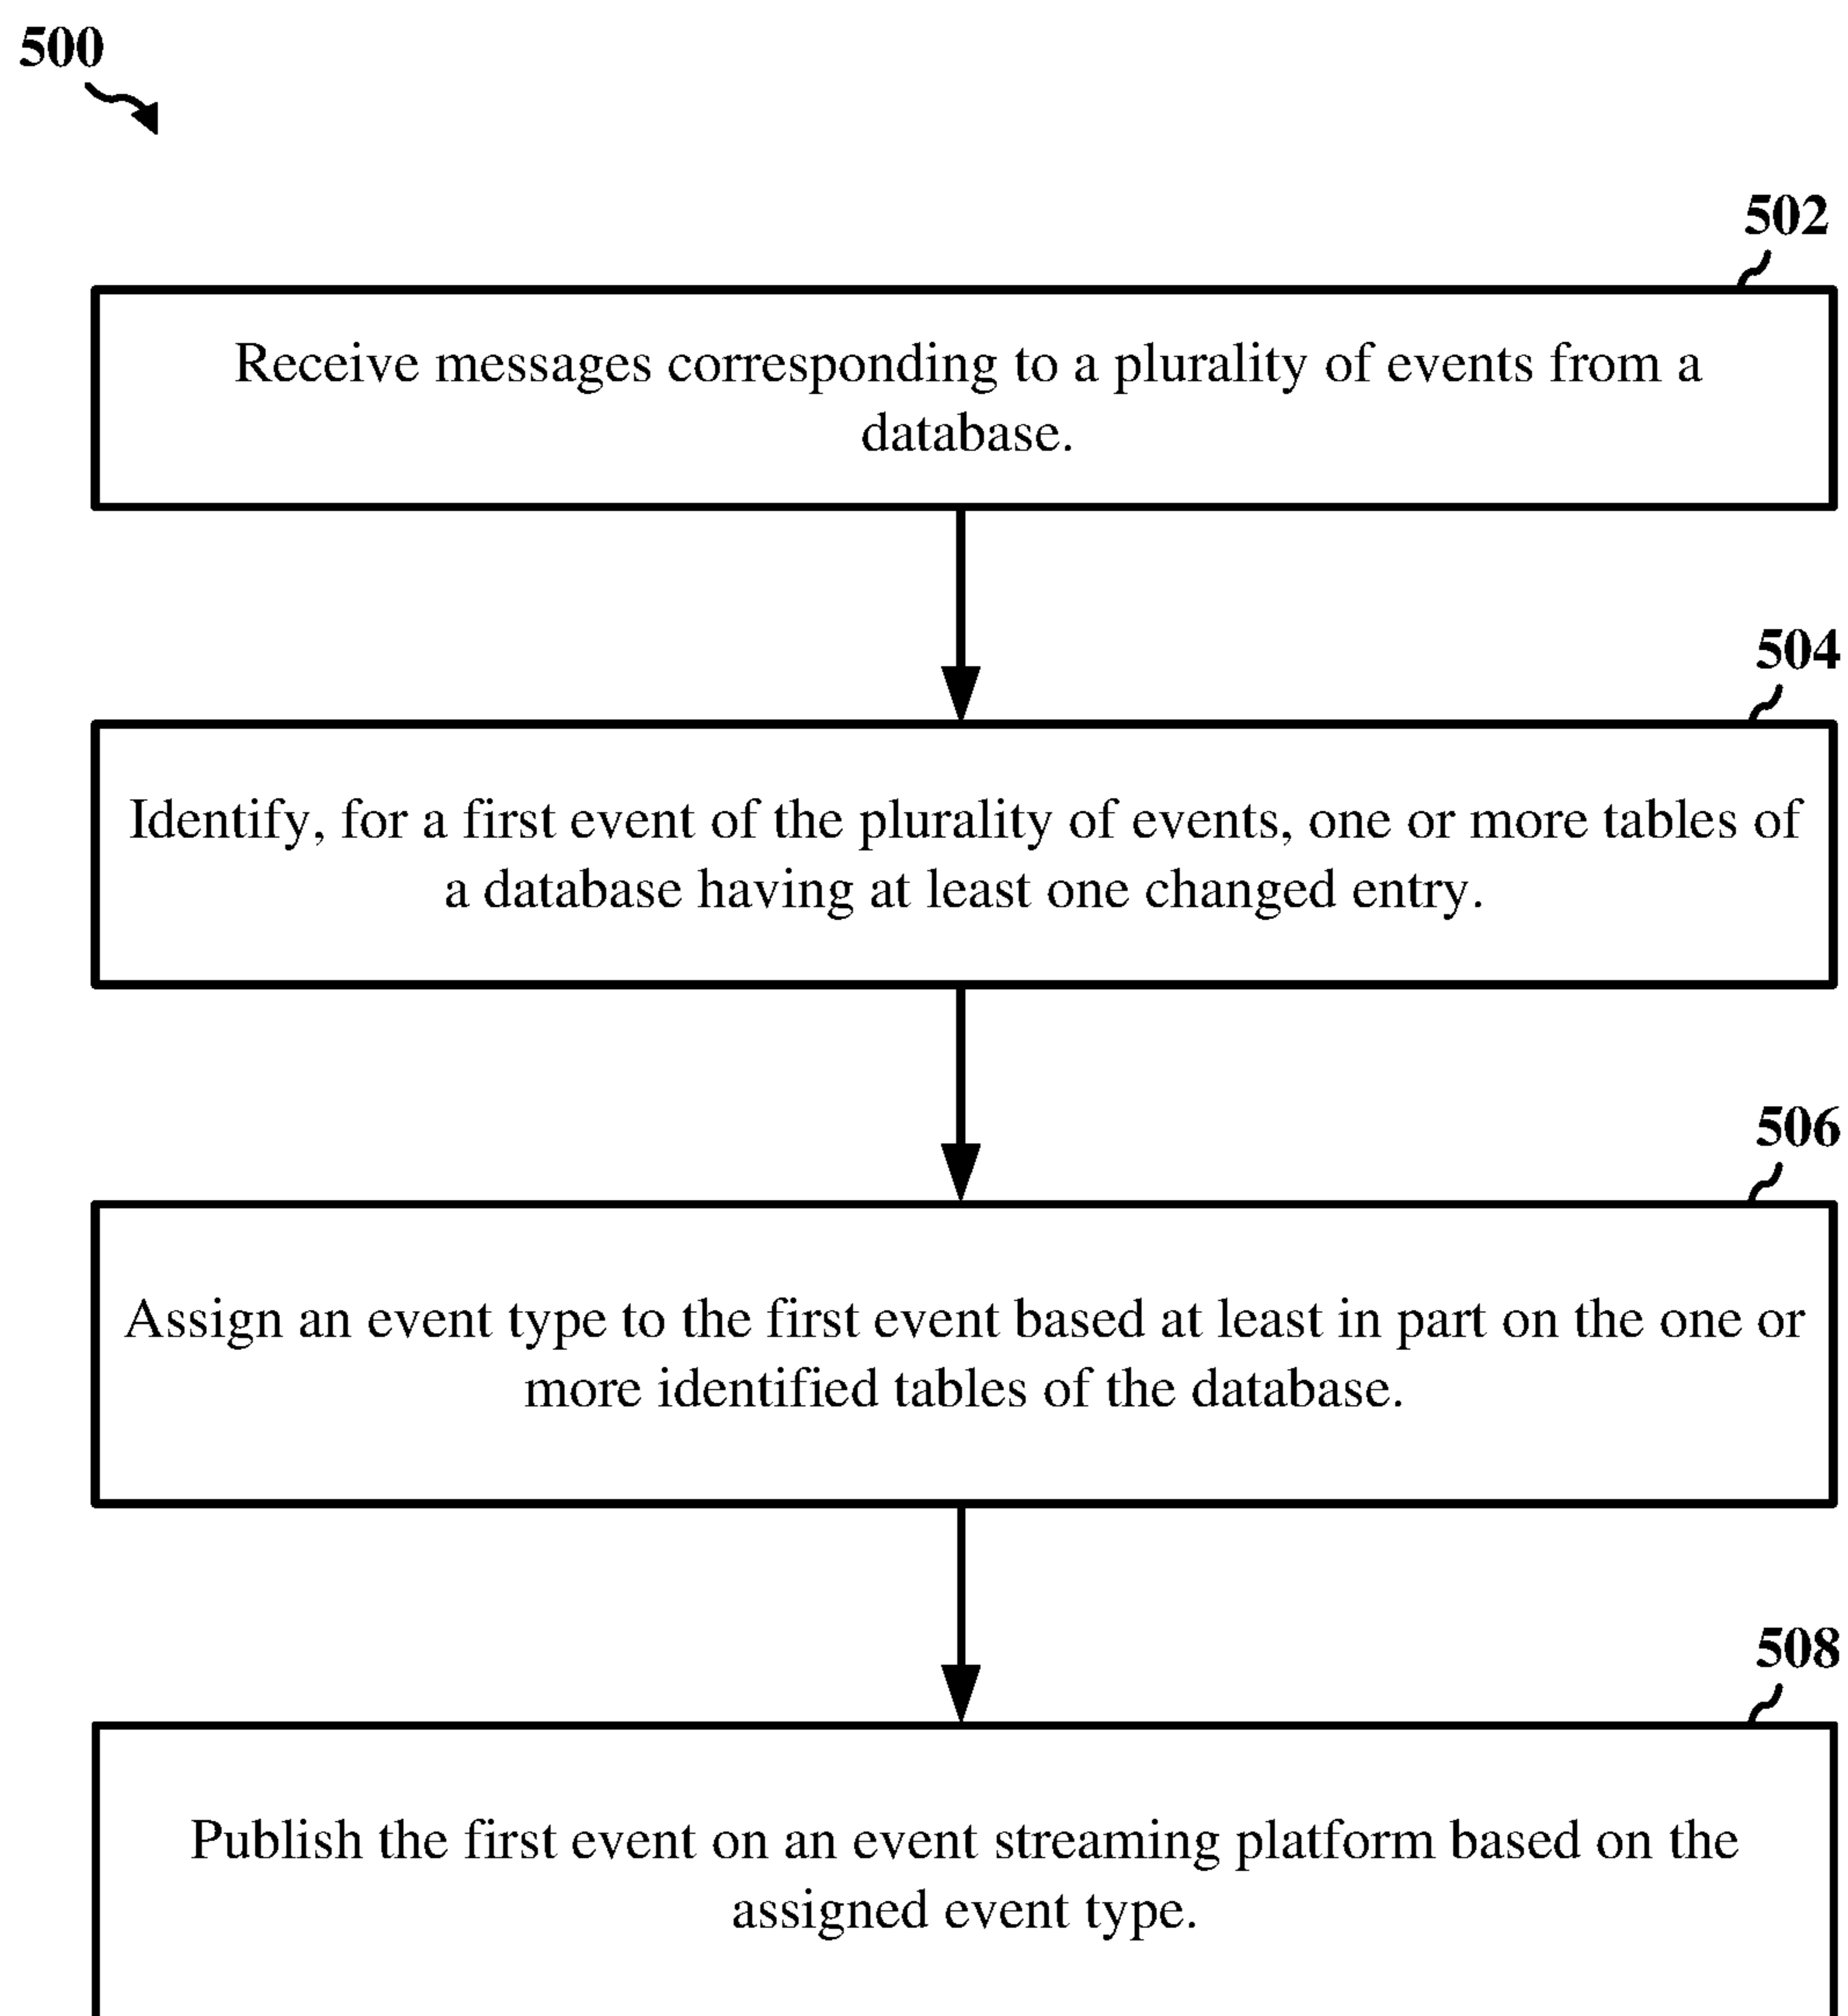 500
502
Receive messages corresponding to a plurality of events from a
database.
504
Identify, for a first event of the plurality of events, one or more tables of
a database having at least one changed entry.
506
Assign an event type to the first event based at least in part on the one or
more identified tables of the database.
508
Publish the first event on an event streaming platform based on the
assigned event type.